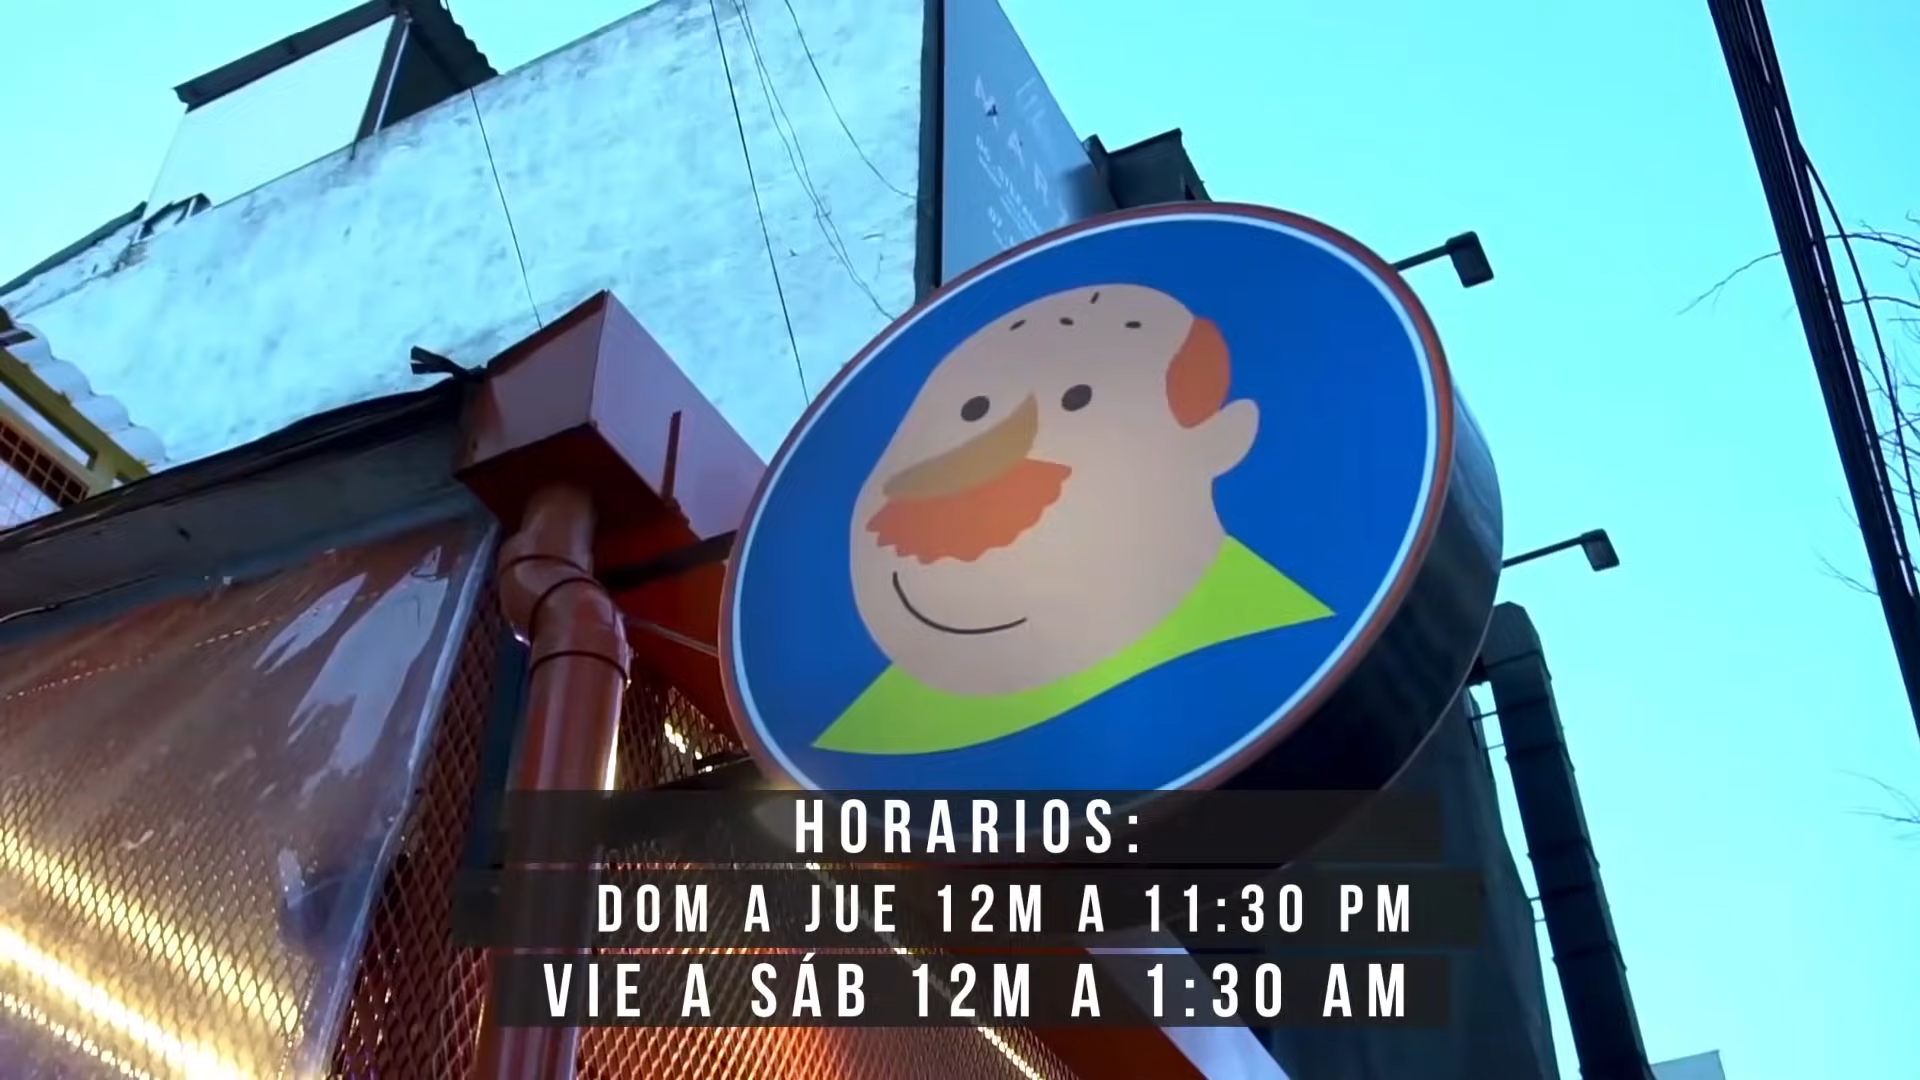 HORARIOS:
DOM A JUE 12M A 11:30 PM
VIE A SÁB 12M A 1:30 AM